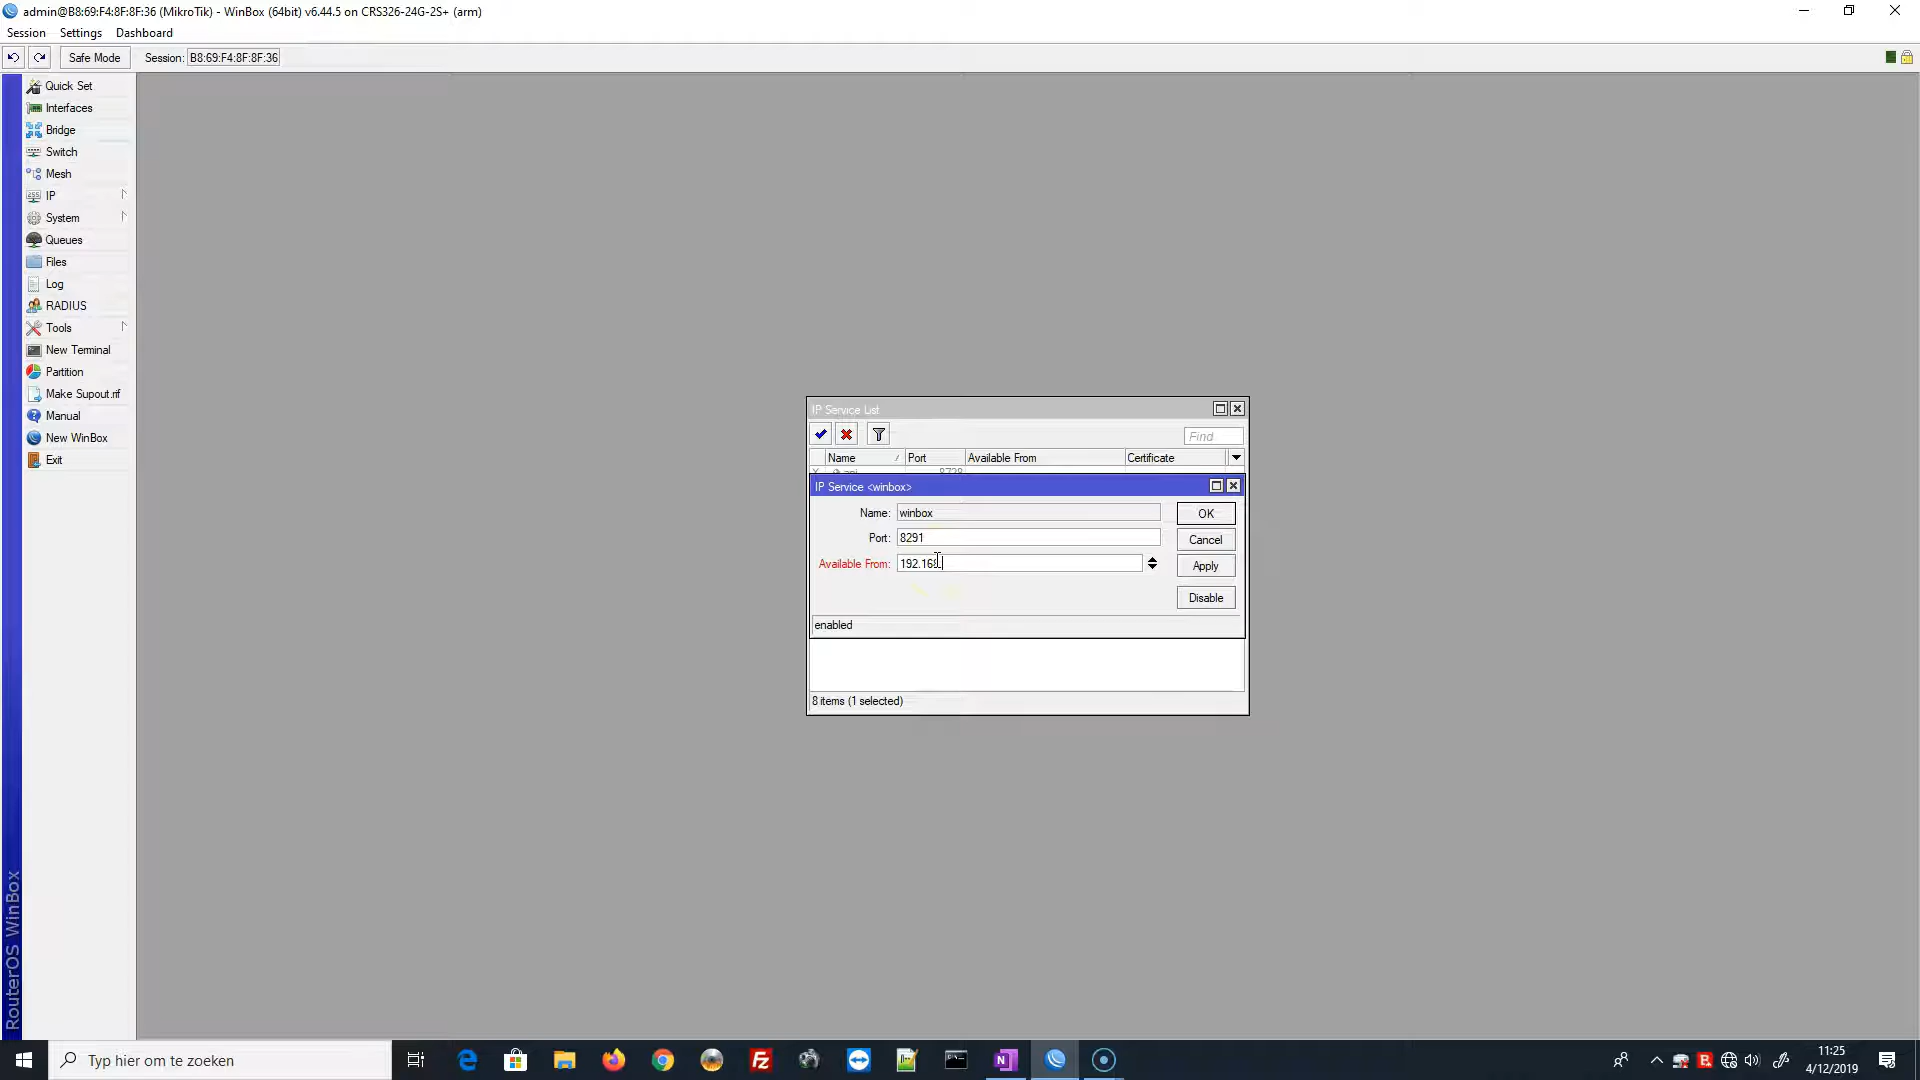 admin@B8:69:F4:8F:8F:36 (MikroTik) - WinBox (64bit) v6.44.5 on CRS326-24G-2S+ (arm)
Session Settings Dashboard
Safe Mode Session: B8:69:F4:8F:8F:36
Quick Set
Interfaces
Bridge
Switch
Mesh
IP
System
Queues
Files
Log
RADIUS
Tools
New Terminal
Partition
Make Supout.rif
Manual
New WinBox
Exit
RouterOS WinBox
IP Service List
Find
Name Port Available From Certificate
X api 8728
IP Service <winbox>
Name: winbox OK
Port: 8291 Cancel
Available From: 192.168. Apply
Disable
enabled
8 items (1 selected)
Typ hier om te zoeken
11:25
4/12/2019